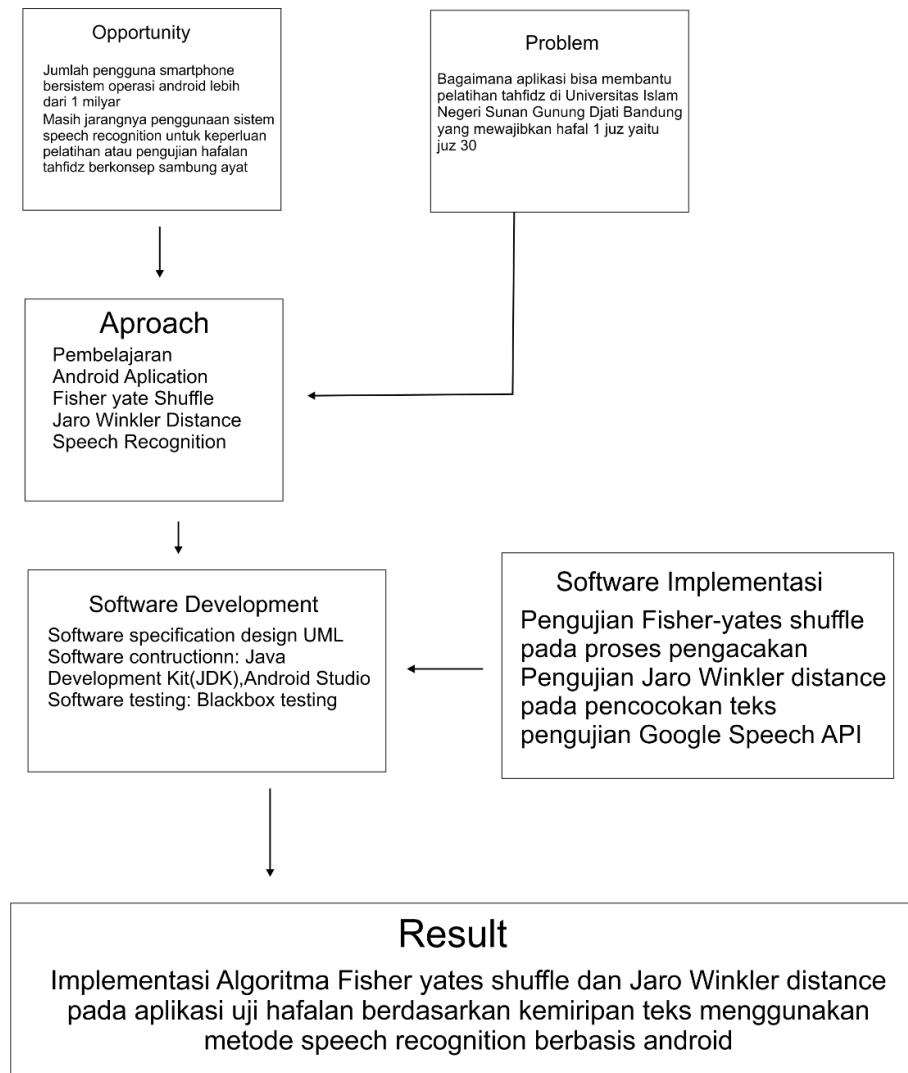 Opportunity
Jumlah pengguna smartphone
bersistem operasi android lebih
dari 1 milyar
Masih jarangnya penggunaan sistem
speech recognition untuk keperluan
pelatihan atau pengujian hafalan
tahfidz berkonsep sambung ayat
Problem
Bagaimana aplikasi bisa membantu
pelatihan tahfidz di Universitas Islam
Negeri Sunan Gunung Djati Bandung
yang mewajibkan hafal 1 juz yaitu
juz 30
Aproach
Pembelajaran
Android Aplication
Fisher yate Shuffle
Jaro Winkler Distance
Speech Recognition
Software Development
Software specification design UML
Software contructionn: Java
Development Kit(JDK),Android Studio
Software testing: Blackbox testing
Software Implementasi
Pengujian Fisher-yates shuffle
pada proses pengacakan
Pengujian Jaro Winkler distance
pada pencocokan teks
pengujian Google Speech API
Result
Implementasi Algoritma Fisher yates shuffle dan Jaro Winkler distance
pada aplikasi uji hafalan berdasarkan kemiripan teks menggunakan
metode speech recognition berbasis android